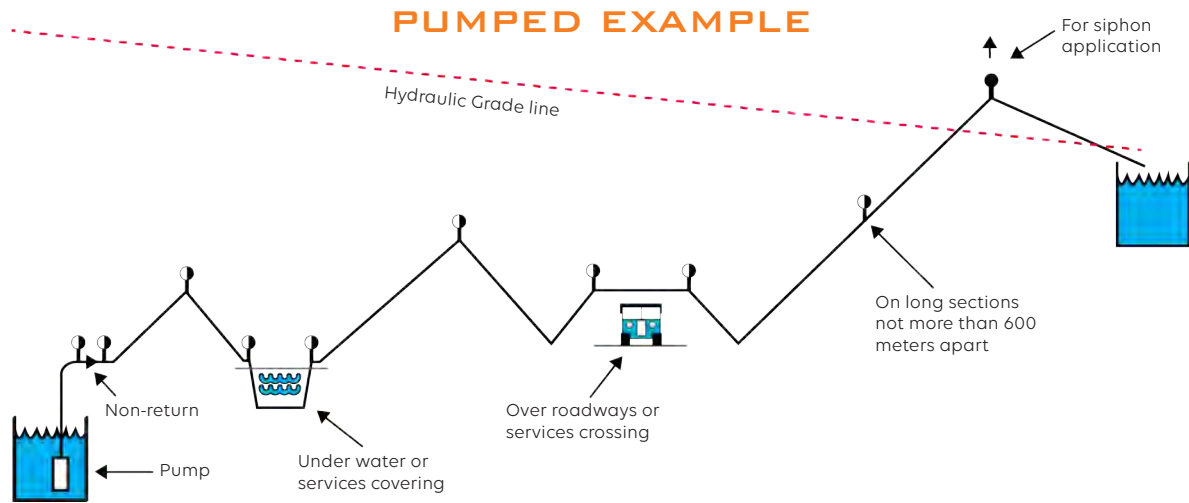 PUMPED EXAMPLE
For siphon
application
Hydraulic Grade line
On long sections
not more than 600
meters apart
Non-return
Over roadways or
services crossing
Pump
Under water or
services covering